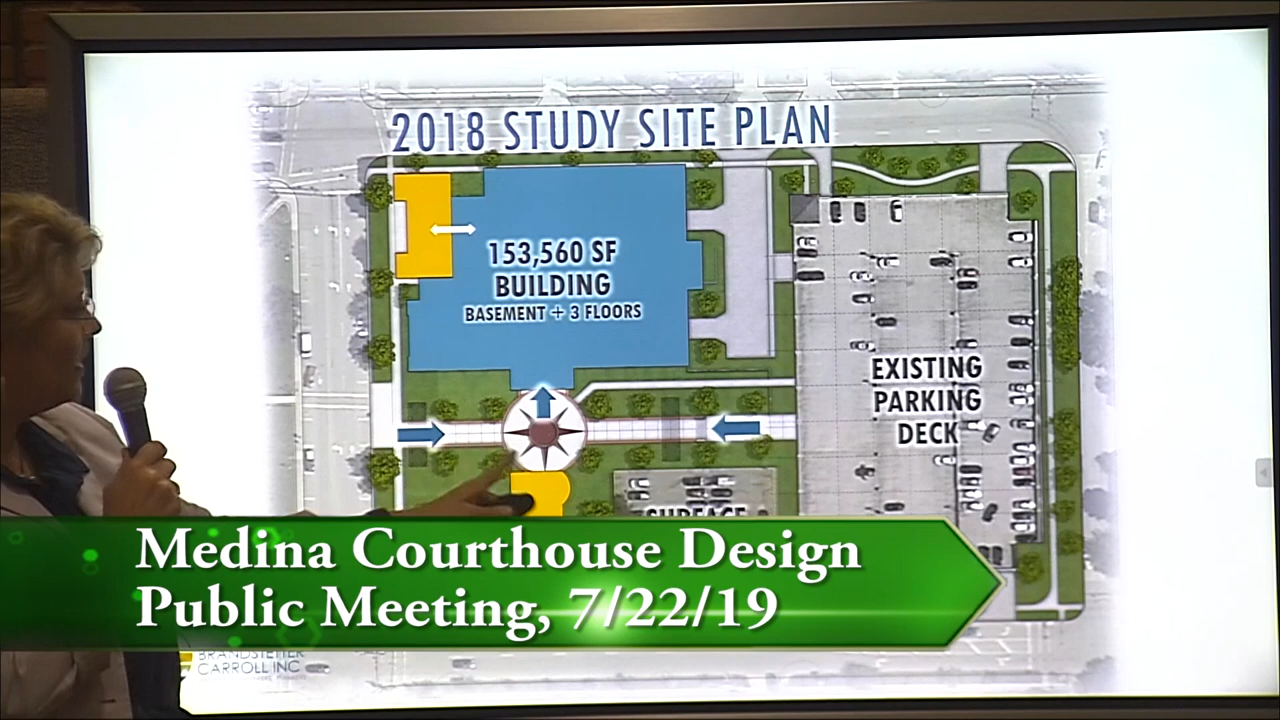 2018 STUDY SITE PLAN
153,560 SF
BUILDING
BASEMENT + 3 FLOORS
EXISTING
PARKING
DECK
SURFACE
Medina Courthouse Design
Public Meeting, 7/22/19
BRANDSTETTER
CARROLL INC